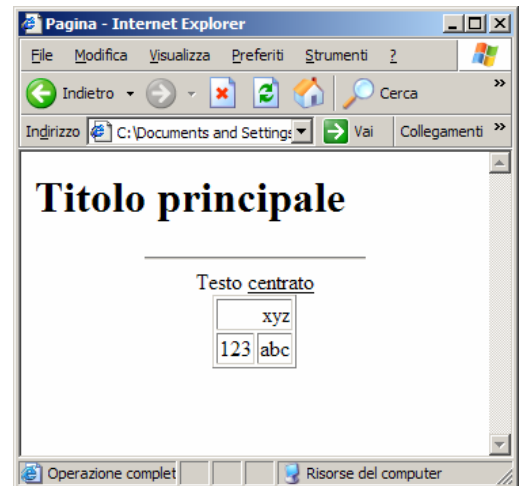 Pagina - Internet Explorer
File Modifica Visualizza Preferiti Strumenti ?
Indietro Cerca »
Indirizzo C:\Documents and Settings Vai Collegamenti »
Titolo principale
Testo centrato
xyz
123 abc
Operazione complet Risorse del computer